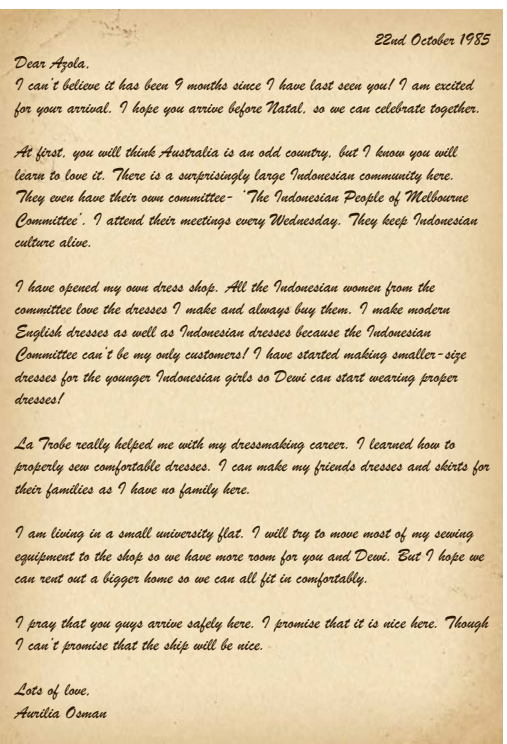 22nd October 1985
Dear Azola,
I can't believe it has been 9 months since I have last seen you! I am excited
for your arrival. I hope you arrive before Natal, so we can celebrate together.
At first, you will think Australia is an odd country, but I know you will
learn to love it. There is a surprisingly large Indonesian community here.
They even have their own committee- 'The Indonesian People of Melbourne
Committee'. I attend their meetings every Wednesday. They keep Indonesian
culture alive.
I have opened my own dress shop. All the Indonesian women from the
committee love the dresses I make and always buy them. I make modern
English dresses as well as Indonesian dresses because the Indonesian
Committee can't be my only customers! I have started making smaller-size
dresses for the younger Indonesian girls so Dewi can start wearing proper
dresses!
La Trobe really helped me with my dressmaking career. I learned how to
properly sew comfortable dresses. I can make my friends dresses and skirts for
their families as I have no family here.
I am living in a small university flat. I will try to move most of my sewing
equipment to the shop so we have more room for you and Dewi. But I hope we
can rent out a bigger home so we can all fit in comfortably.
I pray that you guys arrive safely here. I promise that it is nice here. Though
I can't promise that the ship will be nice.
Lots of love,
Aurilia Osman